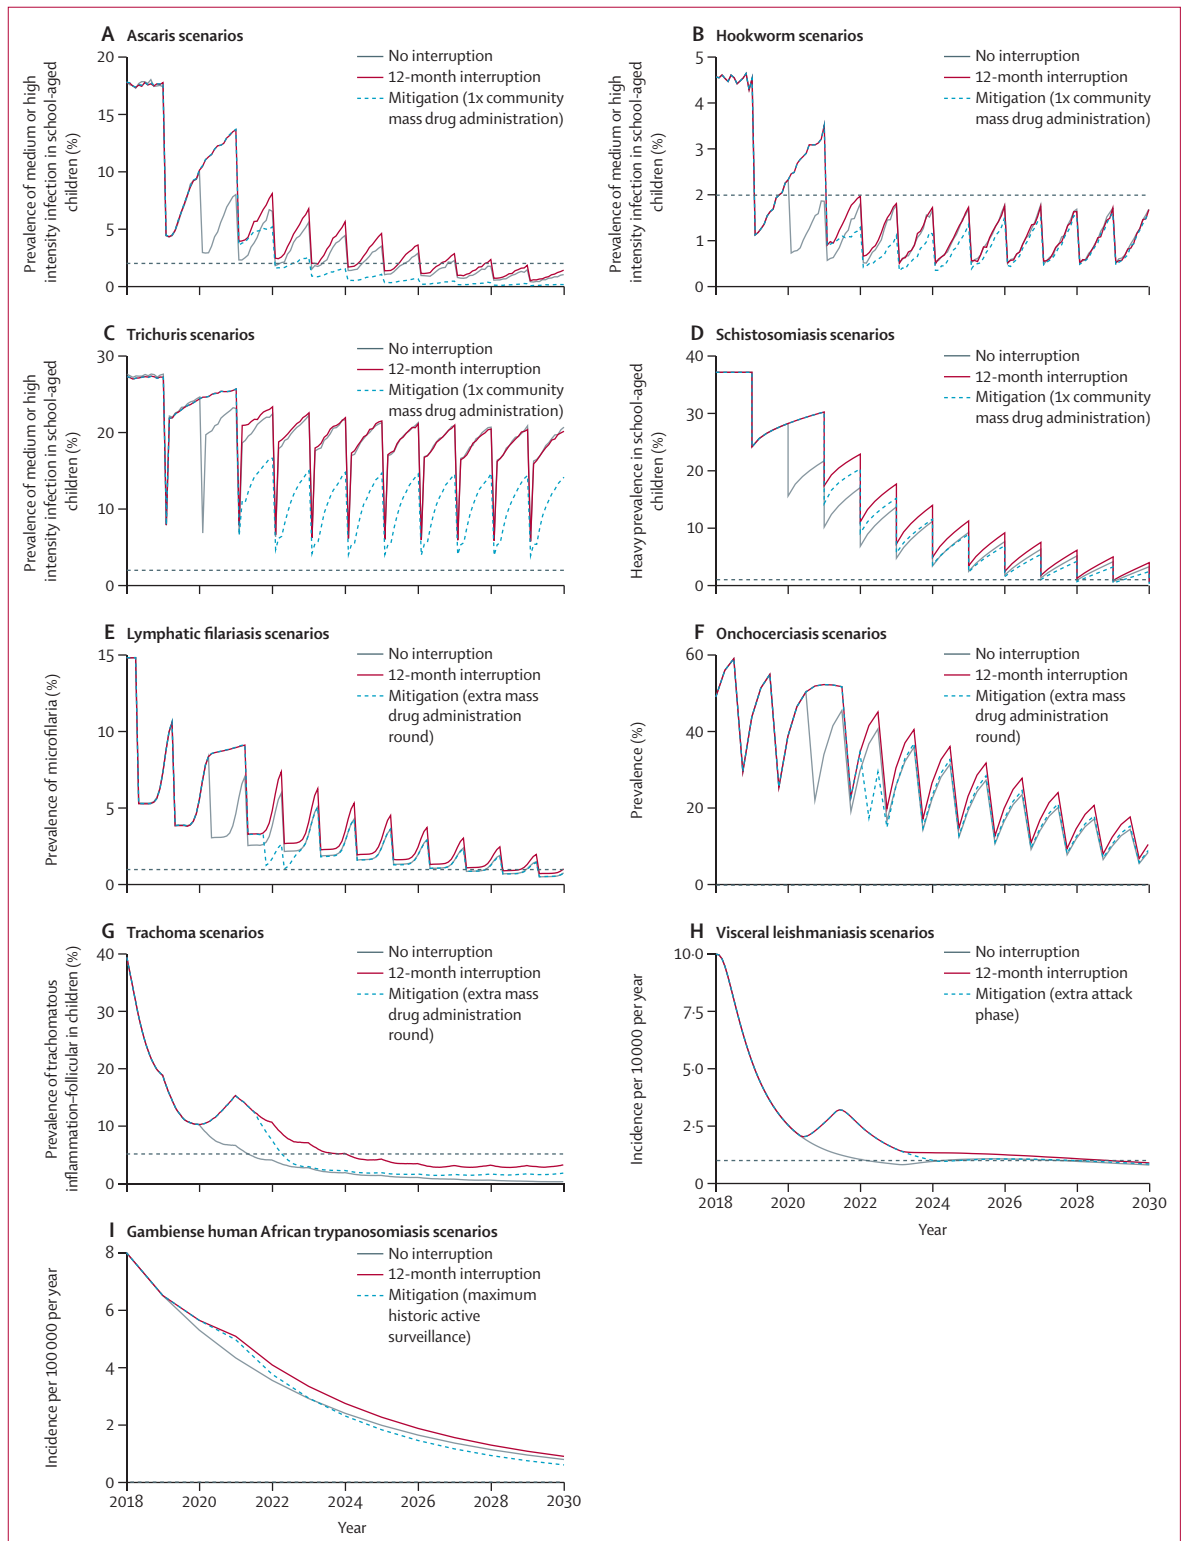 A Ascaris scenarios
Prevalence of medium or high
intensity infection in school-aged
children (%)
20
15
10
5
0
No interruption
12-month interruption
Mitigation (1x community
mass drug administration)
B Hookworm scenarios
Prevalence of medium or high
intensity infection in school-aged
children (%)
5
4
3
2
1
0
No interruption
12-month interruption
Mitigation (1x community
mass drug administration)
C Trichuris scenarios
Prevalence of medium or high
intensity infection in school-aged
children (%)
30
20
10
0
No interruption
12-month interruption
Mitigation (1x community
mass drug administration)
D Schistosomiasis scenarios
Heavy prevalence in school-aged
children (%)
40
30
20
10
0
No interruption
12-month interruption
Mitigation (1x community
mass drug administration)
E Lymphatic filariasis scenarios
Prevalence of microfilaria (%)
15
10
5
0
No interruption
12-month interruption
Mitigation (extra mass
drug administration
round)
F Onchocerciasis scenarios
Prevalence (%)
60
40
20
0
No interruption
12-month interruption
Mitigation (extra mass
drug administration
round)
G Trachoma scenarios
Prevalence of trachomatous
inflammation-follicular in children (%)
40
30
20
10
0
No interruption
12-month interruption
Mitigation (extra mass
drug administration
round)
H Visceral leishmaniasis scenarios
Incidence per 10 000 per year
10·0
7·5
5·0
2·5
0
No interruption
12-month interruption
Mitigation (extra attack
phase)
2018 2020 2022 2024 2026 2028 2030
Year
I Gambiense human African trypanosomiasis scenarios
Incidence per 100 000 per year
8
6
4
2
0
No interruption
12-month interruption
Mitigation (maximum
historic active
surveillance)
2018 2020 2022 2024 2026 2028 2030
Year